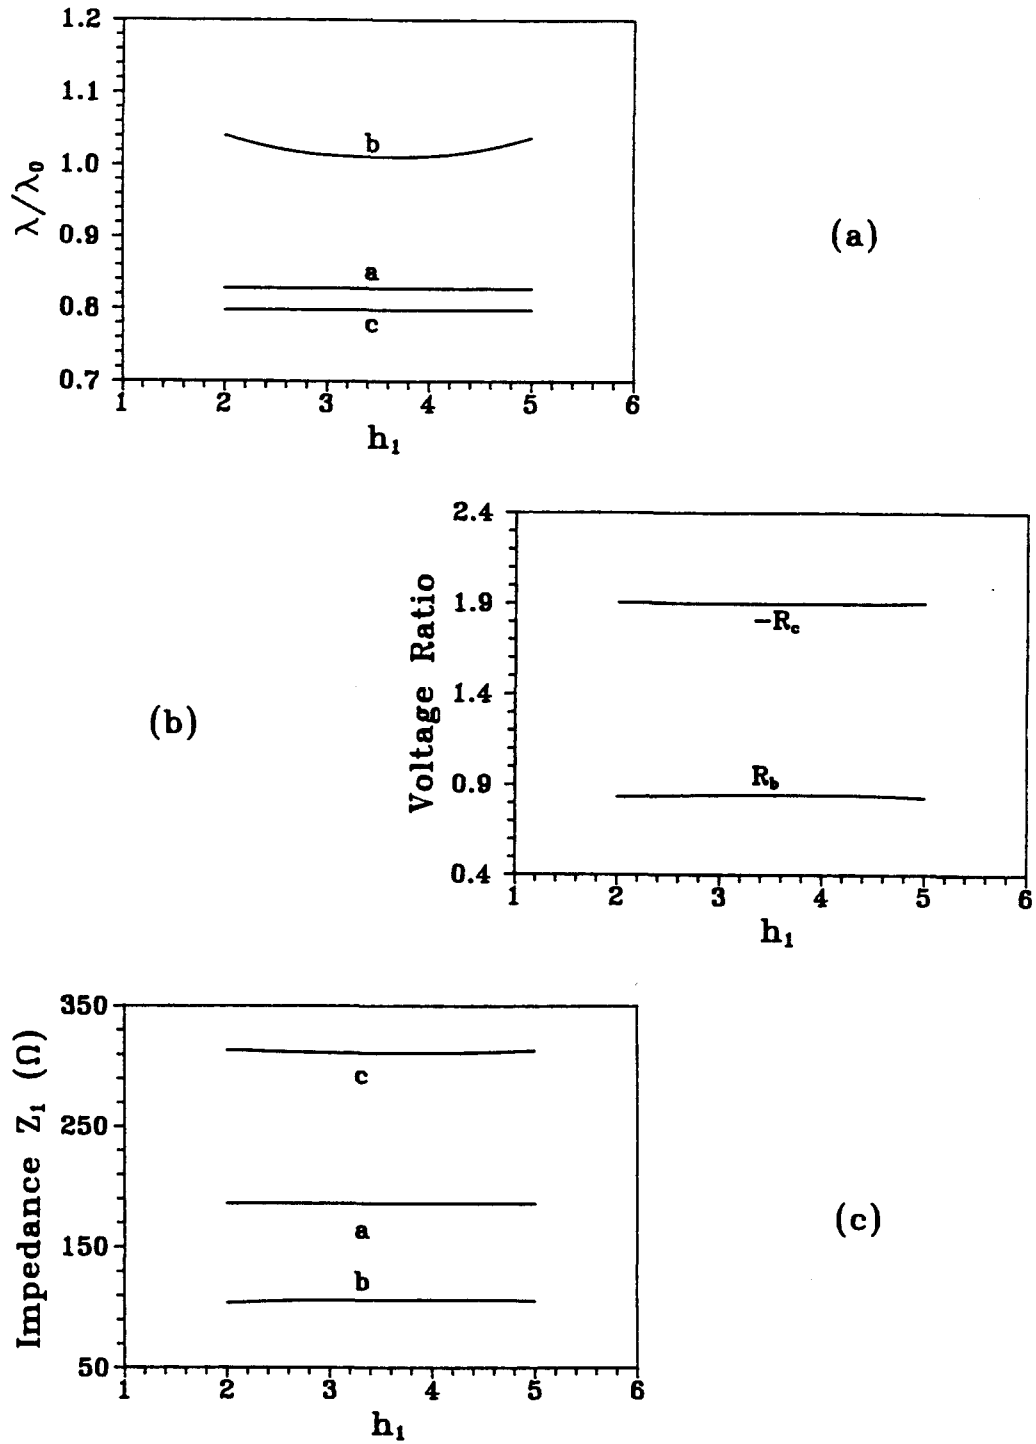 1.2
1.1
1.0
0.9
0.8
0.7
λ/λ₀
b
a
c
1 2 3 4 5 6
h₁
(a)
2.4
1.9
1.4
0.9
0.4
Voltage Ratio
−R꜀
R_b
1 2 3 4 5 6
h₁
(b)
350
250
150
50
Impedance Z₁ (Ω)
c
a
b
1 2 3 4 5 6
h₁
(c)